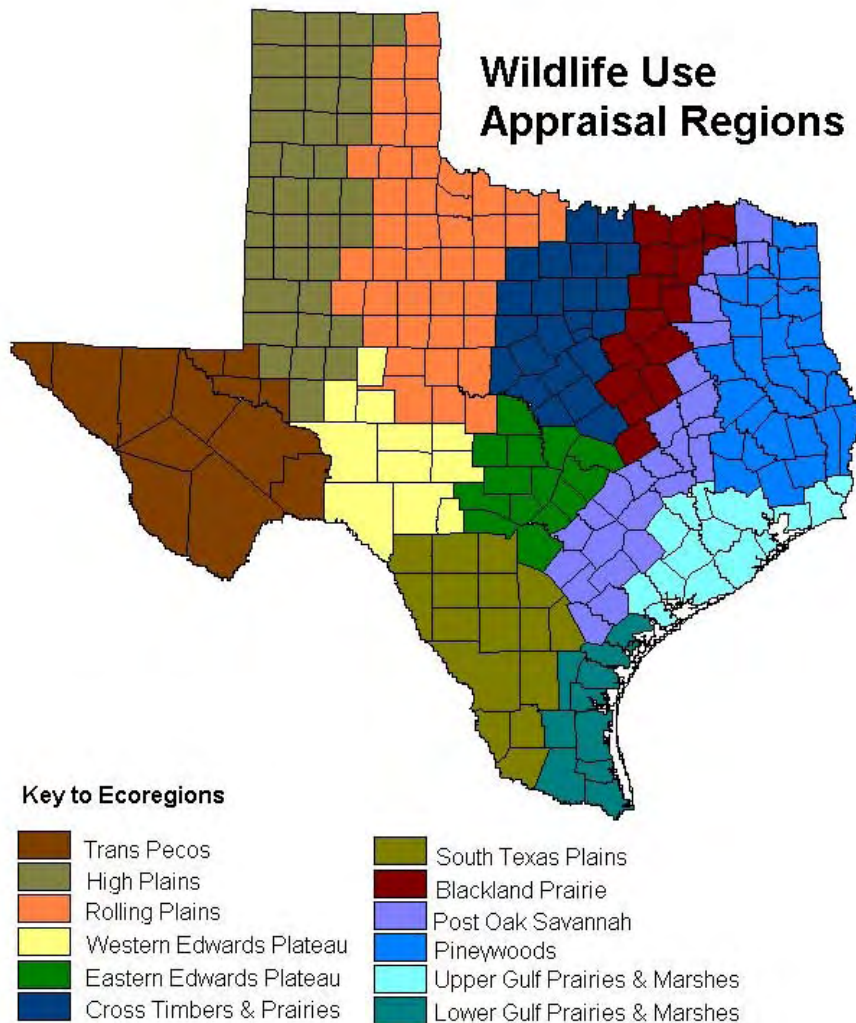 Wildlife Use
Appraisal Regions
Key to Ecoregions
Trans Pecos
High Plains
Rolling Plains
Western Edwards Plateau
Eastern Edwards Plateau
Cross Timbers & Prairies
South Texas Plains
Blackland Prairie
Post Oak Savannah
Pineywoods
Upper Gulf Prairies & Marshes
Lower Gulf Prairies & Marshes